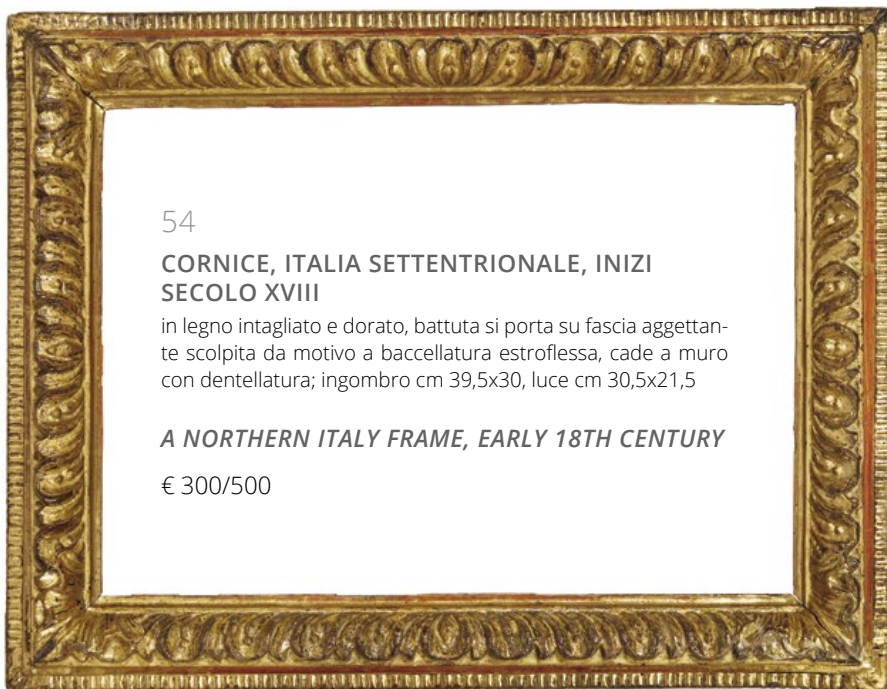 54
CORNICE, ITALIA SETTENTRIONALE, INIZI
SECOLO XVIII
in legno intagliato e dorato, battuta si porta su fascia aggettan-
te scolpita da motivo a baccellatura estroflessa, cade a muro
con dentellatura; ingombro cm 39,5x30, luce cm 30,5x21,5
A NORTHERN ITALY FRAME, EARLY 18TH CENTURY
€ 300/500